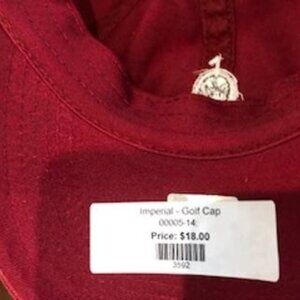 Imperial - Golf Cap
00005-14:
Price: $18.00
3592